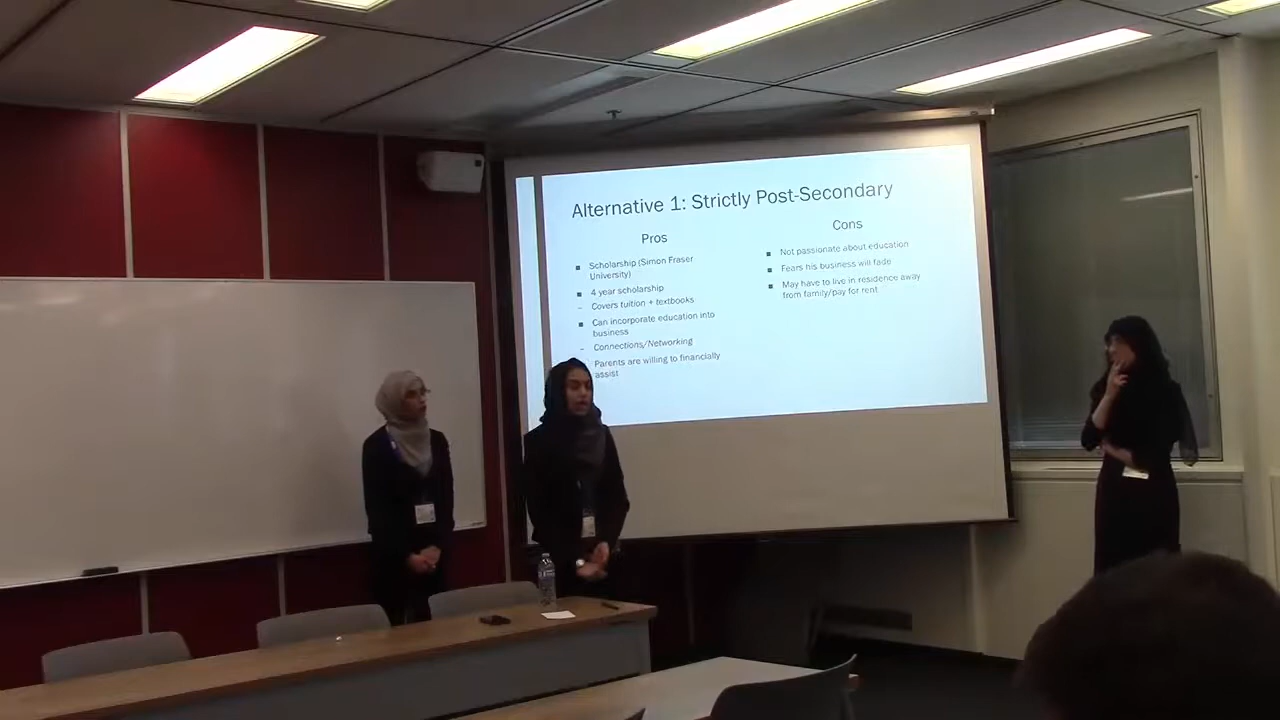 Alternative 1: Strictly Post-Secondary
Pros
Scholarship (Simon Fraser
University)
4 year scholarship
Covers tuition + textbooks
Can incorporate education into
business
Connections/Networking
Parents are willing to financially
assist
Cons
Not passionate about education
Fears his business will fade
May have to live in residence away
from family/pay for rent